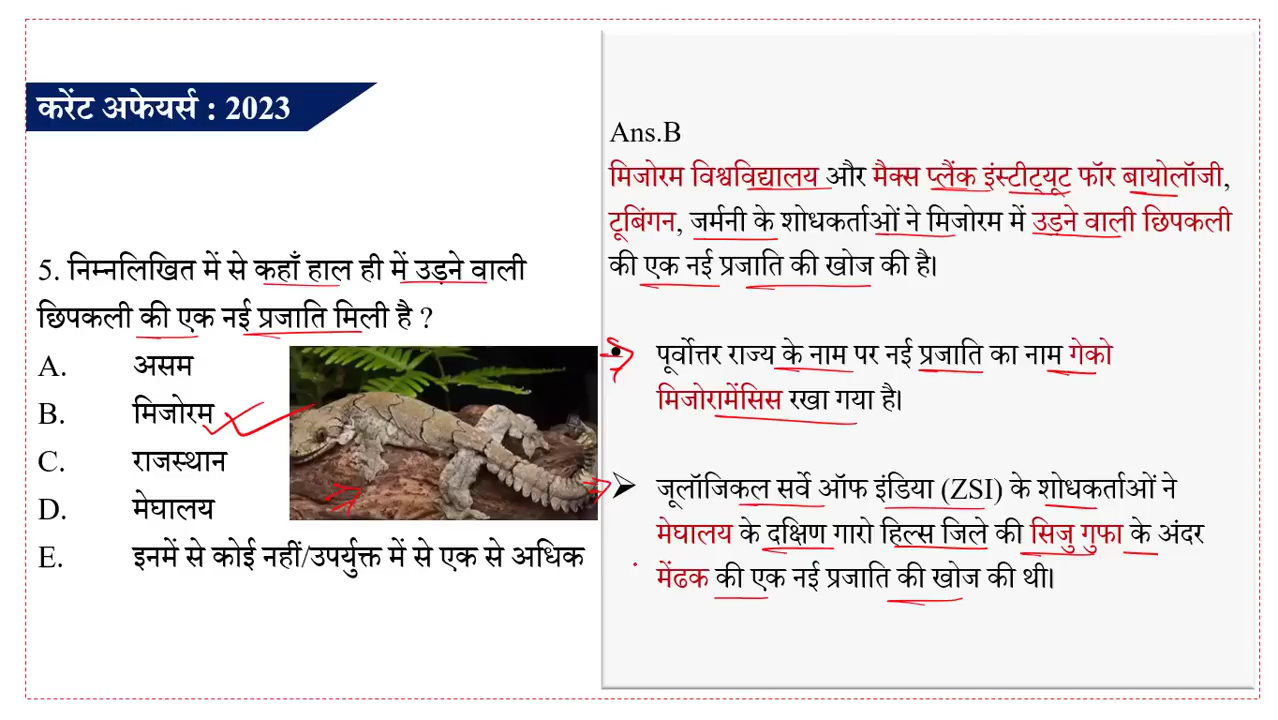 करेंट अफेयर्स : 2023
5. निम्नलिखित में से कहाँ हाल ही में उड़ने वाली
छिपकली की एक नई प्रजाति मिली है ?
A. असम
B. मिजोरम
C. राजस्थान
D. मेघालय
E. इनमें से कोई नहीं/उपर्युक्त में से एक से अधिक
Ans.B
मिजोरम विश्वविद्यालय और मैक्स प्लैंक इंस्टीट्यूट फॉर बायोलॉजी,
टूबिंगन, जर्मनी के शोधकर्ताओं ने मिजोरम में उड़ने वाली छिपकली
की एक नई प्रजाति की खोज की है।
• पूर्वोत्तर राज्य के नाम पर नई प्रजाति का नाम गेको
मिजोरामेंसिस रखा गया है।
➢ जूलॉजिकल सर्वे ऑफ इंडिया (ZSI) के शोधकर्ताओं ने
मेघालय के दक्षिण गारो हिल्स जिले की सिजु गुफा के अंदर
मेंढक की एक नई प्रजाति की खोज की थी।